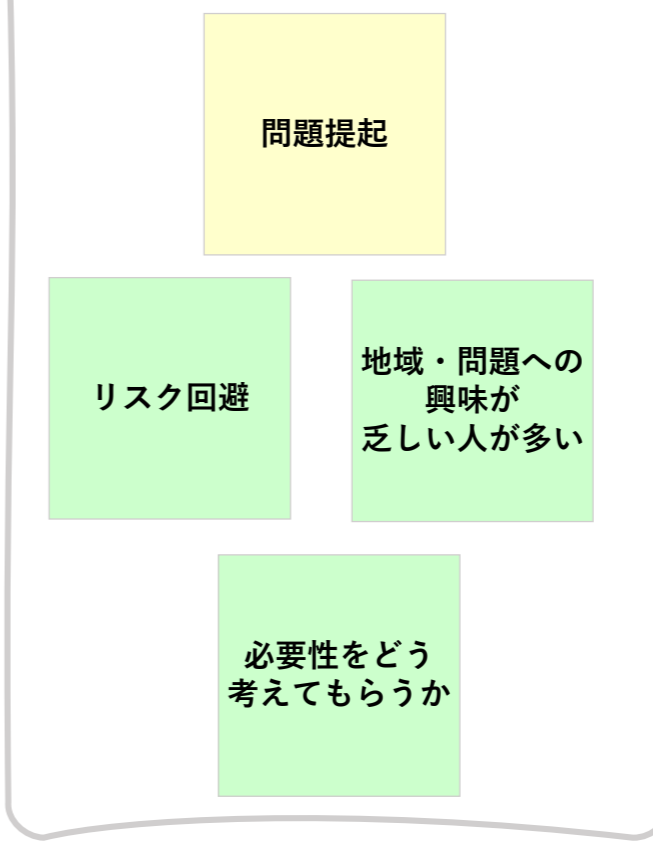 問題提起
リスク回避
地域・問題への
興味が
乏しい人が多い
必要性をどう
考えてもらうか